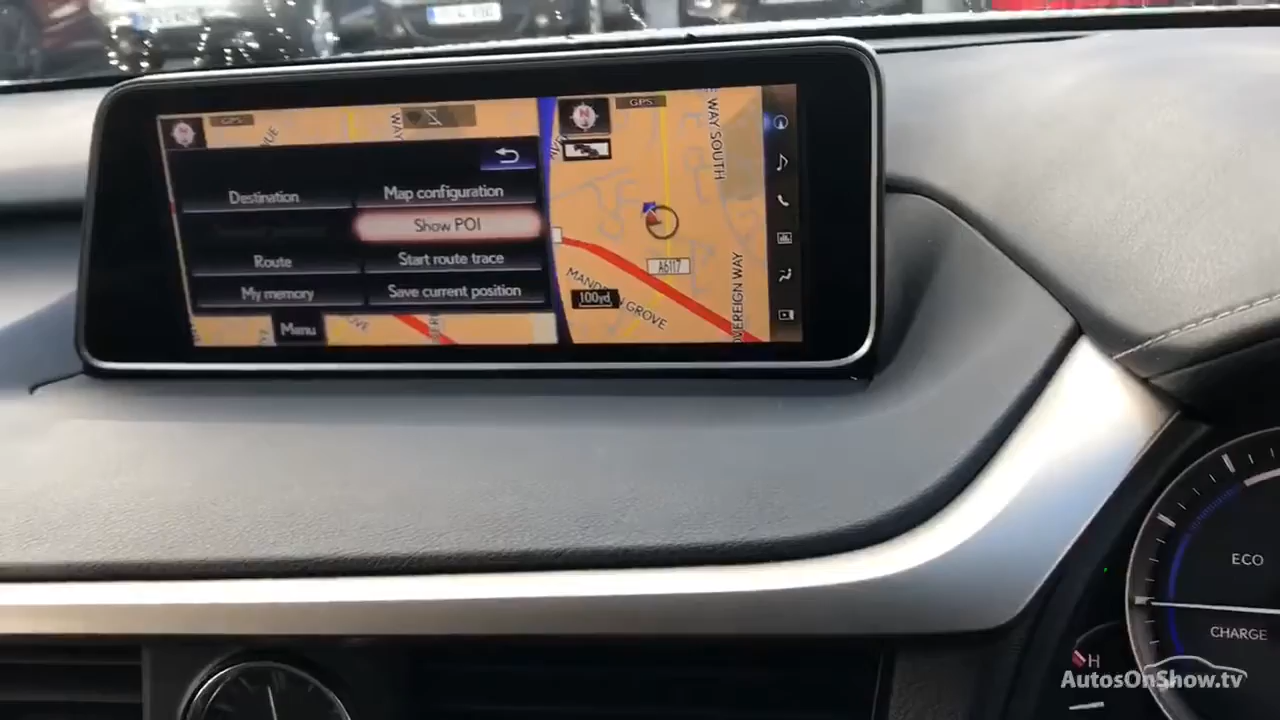 GPS
WAY
Destination
Map configuration
Show POI
Route
Start route trace
My memory
Save current position
Menu
N
GPS
WAY SOUTH
A6117
100yd
GROVE
OVEREIGN WAY
ECO
CHARGE
H
AutosOnShow.tv